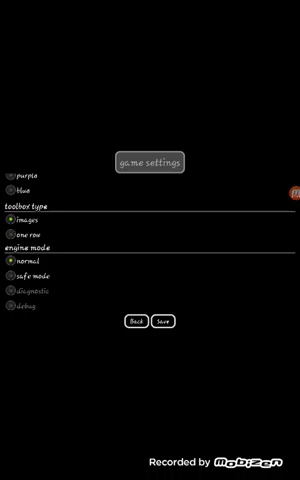 game settings
purple
blue
toolbox type
images
one row
engine mode
normal
safe mode
diagnostic
debug
Back Save
Recorded by mobizen